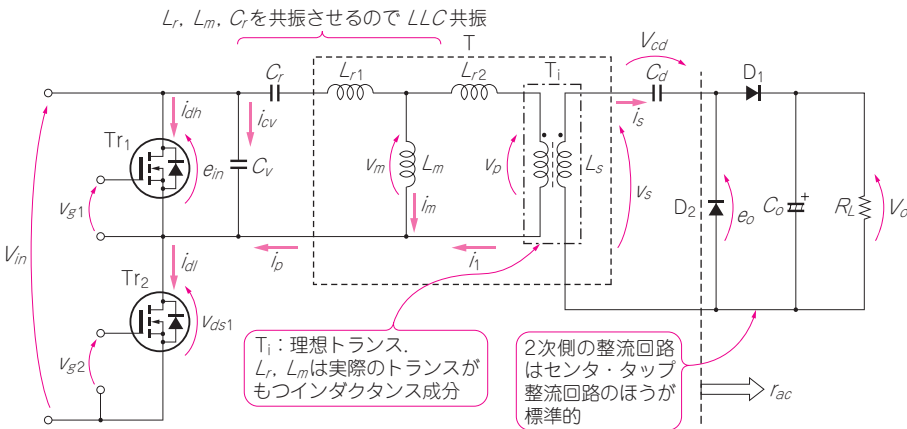 Lr, Lm, Crを共振させるので LLC 共振
T
Vcd
Cr
Lr1
Lr2
Ti
Cd
D1
is
idh
icv
Tr1
ein
Cv
vm
Lm
vp
Ls
vs
vg1
im
D2
eo
Co
+
RL
Vo
Vin
ip
i1
idl
Tr2
vds1
vg2
Ti：理想トランス．
Lr, Lmは実際のトランスが
もつインダクタンス成分
2次側の整流回路
はセンタ・タップ
整流回路のほうが
標準的
rac